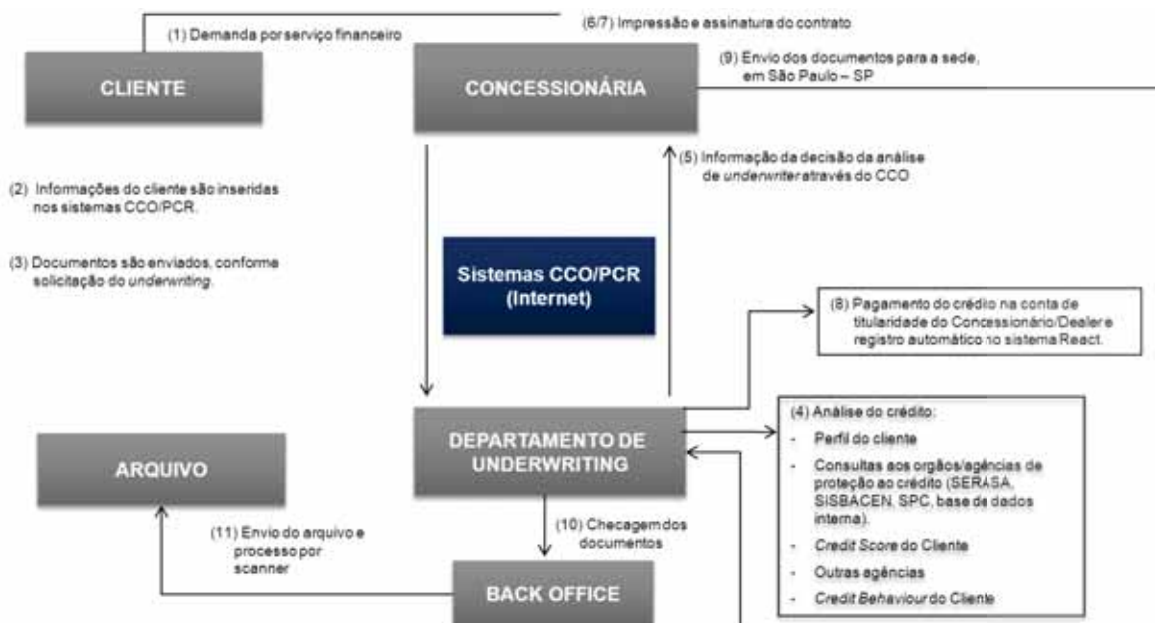 (1) Demanda por serviço financeiro
(6/7) Impressão e assinatura do contrato
CLIENTE
CONCESSIONÁRIA
(9) Envio dos documentos para a sede,
em São Paulo – SP
(2) Informações do cliente são inseridas
nos sistemas CCO/PCR.
(3) Documentos são enviados, conforme
solicitação do underwriting.
(5) Informação da decisão da análise
de underwriter através do CCO
Sistemas CCO/PCR
(Internet)
(8) Pagamento do crédito na conta de
titularidade do Concessionário/Dealer e
registro automático no sistema React.
DEPARTAMENTO DE
UNDERWRITING
(4) Análise do crédito:
- Perfil do cliente
- Consultas aos orgãos/agências de
proteção ao crédito (SERASA,
SISBACEN, SPC, base de dados
interna).
- Credit Score do Cliente
- Outras agências
- Credit Behaviour do Cliente
ARQUIVO
(10) Checagem dos
documentos
(11) Envio do arquivo e
processo por
scanner
BACK OFFICE